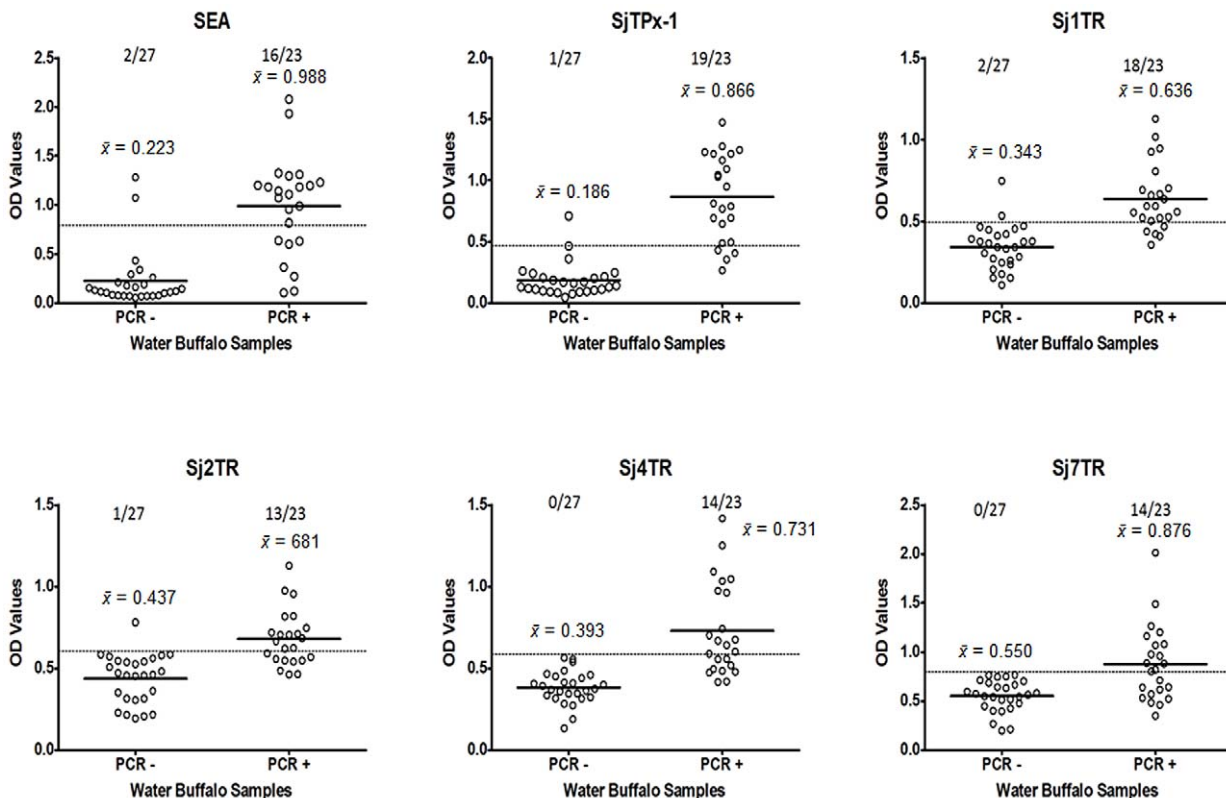 SEA
2/27 16/23
x̄ = 0.988
x̄ = 0.223
2.5
2.0
1.5
1.0
0.5
0.0
OD Values
PCR - PCR +
Water Buffalo Samples
SjTPx-1
1/27 19/23
x̄ = 0.866
x̄ = 0.186
2.0
1.5
1.0
0.5
0.0
OD Values
PCR - PCR +
Water Buffalo Samples
Sj1TR
2/27 18/23
x̄ = 0.636
x̄ = 0.343
1.5
1.0
0.5
0.0
OD Values
PCR - PCR +
Water Buffalo Samples
Sj2TR
1/27 13/23
x̄ = 681
x̄ = 0.437
1.5
1.0
0.5
0.0
OD Values
PCR - PCR +
Water Buffalo Samples
Sj4TR
0/27 14/23
x̄ = 0.731
x̄ = 0.393
1.5
1.0
0.5
0.0
OD Values
PCR - PCR +
Water Buffalo Samples
Sj7TR
0/27 14/23
x̄ = 0.876
x̄ = 0.550
2.5
2.0
1.5
1.0
0.5
0.0
OD Values
PCR - PCR +
Water Buffalo Samples